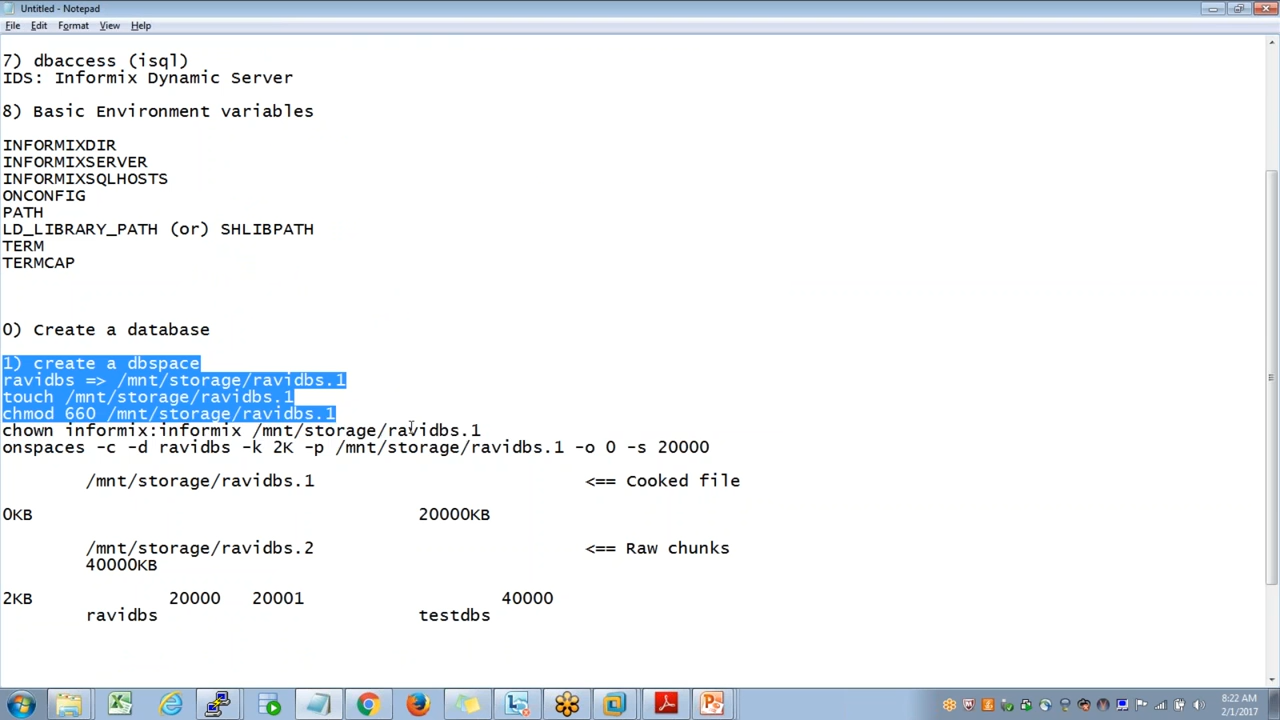 Untitled - Notepad
File Edit Format View Help
7) dbaccess (isql)
IDS: Informix Dynamic Server
8) Basic Environment variables
INFORMIXDIR
INFORMIXSERVER
INFORMIXSQLHOSTS
ONCONFIG
PATH
LD_LIBRARY_PATH (or) SHLIBPATH
TERM
TERMCAP
0) Create a database
1) create a dbspace
ravidbs => /mnt/storage/ravidbs.1
touch /mnt/storage/ravidbs.1
chmod 660 /mnt/storage/ravidbs.1
chown informix:informix /mnt/storage/ravidbs.1
onspaces -c -d ravidbs -k 2K -p /mnt/storage/ravidbs.1 -o 0 -s 20000
/mnt/storage/ravidbs.1 <== Cooked file
0KB 20000KB
/mnt/storage/ravidbs.2 <== Raw chunks
40000KB
2KB 20000 20001 40000
ravidbs testdbs
8:22 AM
2/1/2017